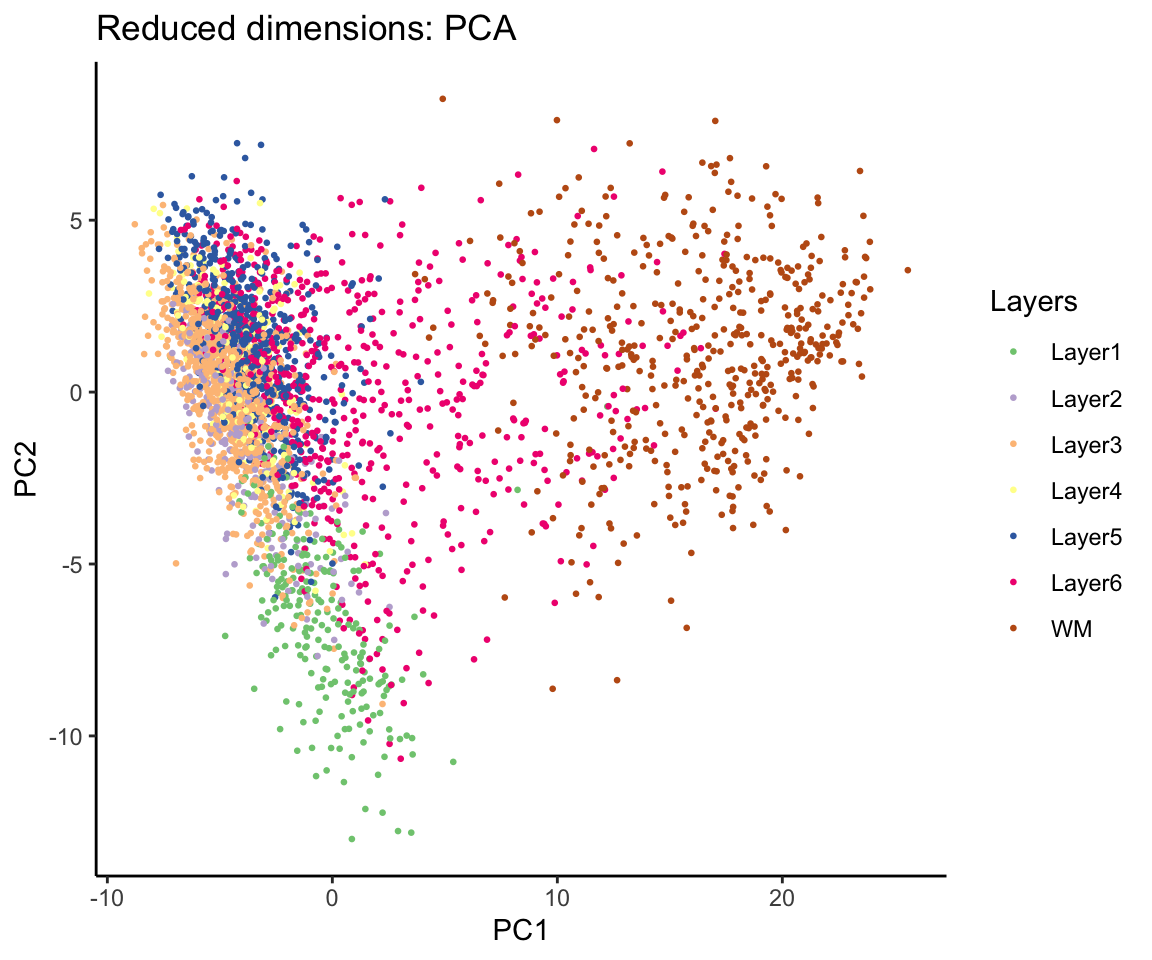 Reduced dimensions: PCA
5
0
-5
-10
PC2
-10 0 10 20
PC1
Layers
Layer1
Layer2
Layer3
Layer4
Layer5
Layer6
WM